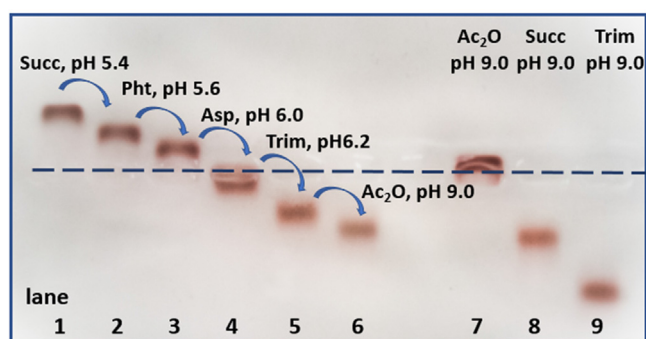 Ac₂O Succ Trim
pH 9.0 pH 9.0 pH 9.0
Succ, pH 5.4
Pht, pH 5.6
Asp, pH 6.0
Trim, pH6.2
Ac₂O, pH 9.0
lane
1 2 3 4 5 6 7 8 9